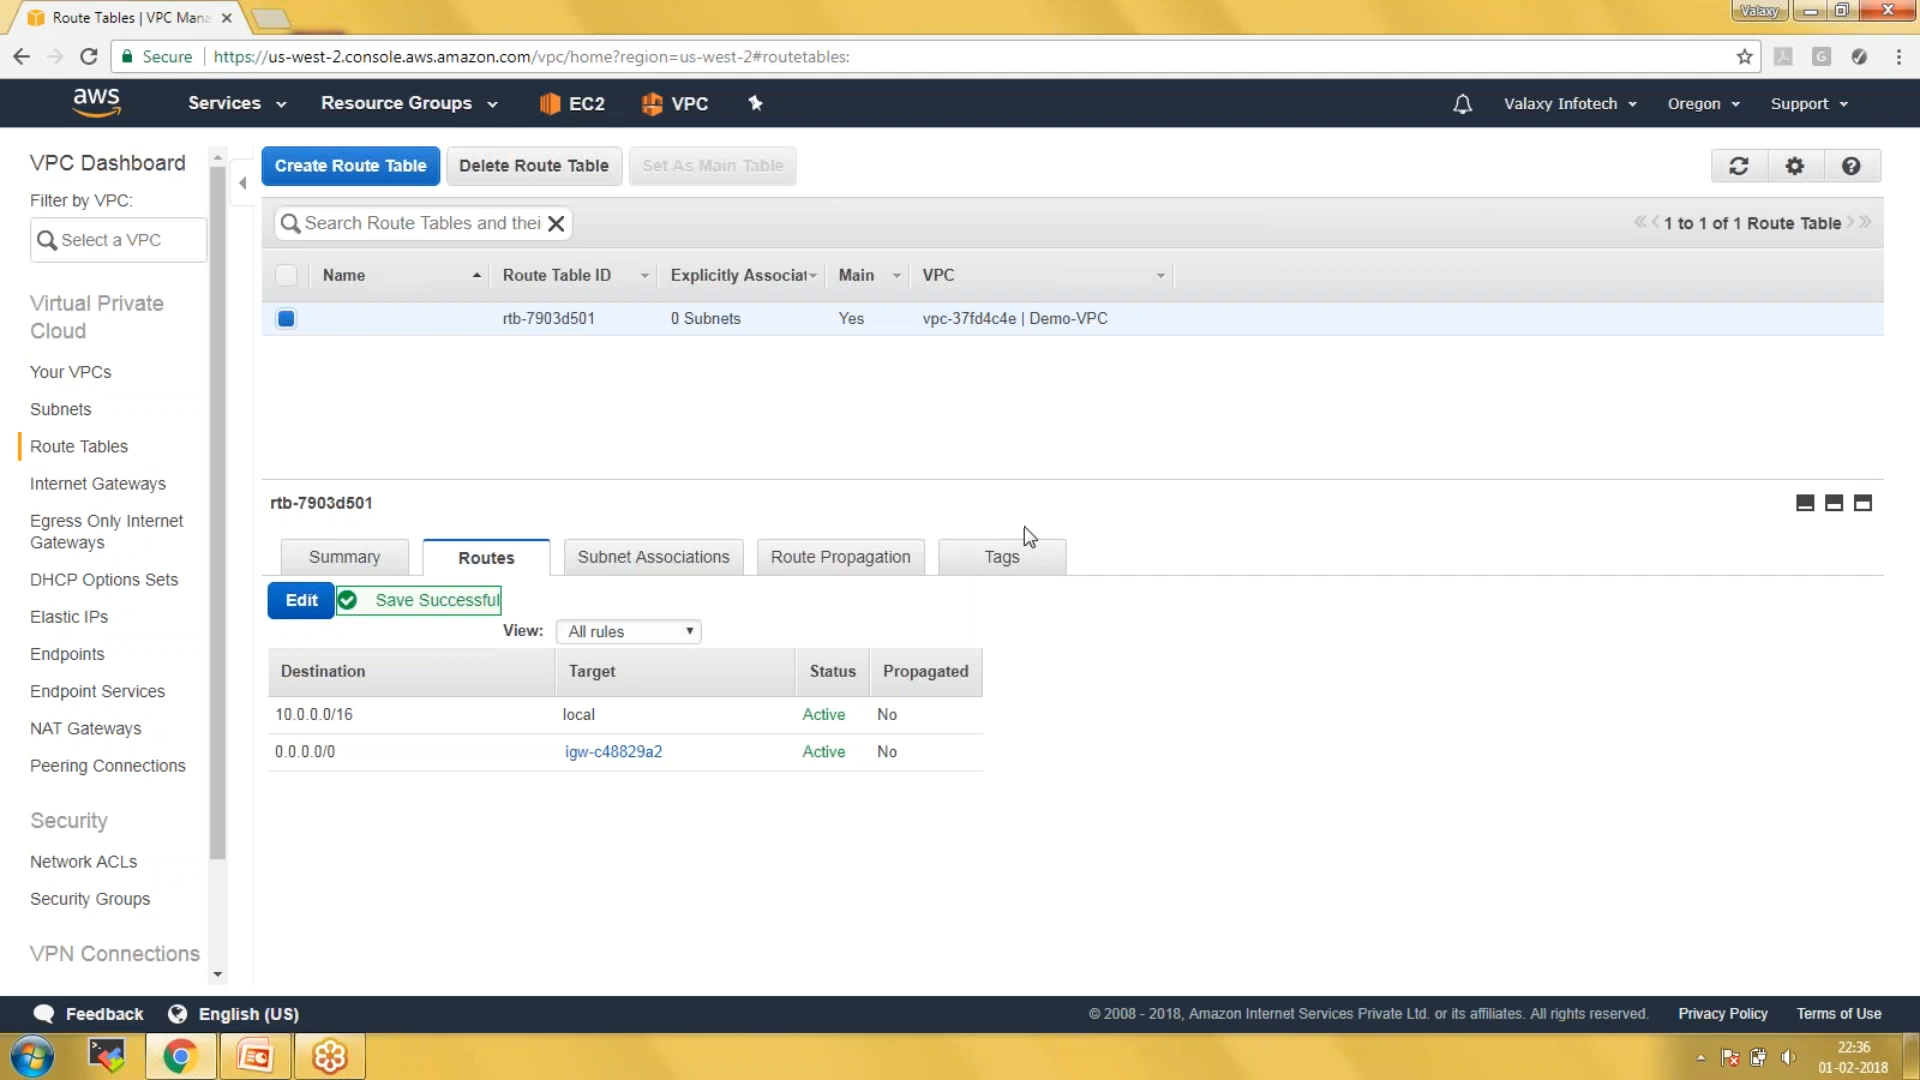 Route Tables | VPC Mana
Valaxy
Secure
https://us-west-2.console.aws.amazon.com/vpc/home?region=us-west-2#routetables:
aws
Services
Resource Groups
EC2
VPC
Valaxy Infotech
Oregon
Support
VPC Dashboard
Filter by VPC:
Select a VPC
Virtual Private
Cloud
Your VPCs
Subnets
Route Tables
Internet Gateways
Egress Only Internet
Gateways
DHCP Options Sets
Elastic IPs
Endpoints
Endpoint Services
NAT Gateways
Peering Connections
Security
Network ACLs
Security Groups
VPN Connections
Create Route Table
Delete Route Table
Set As Main Table
Search Route Tables and thei
1 to 1 of 1 Route Table
Name
Route Table ID
Explicitly Associat
Main
VPC
rtb-7903d501
0 Subnets
Yes
vpc-37fd4c4e | Demo-VPC
rtb-7903d501
Summary
Routes
Subnet Associations
Route Propagation
Tags
Edit
Save Successful
View:
All rules
Destination
Target
Status
Propagated
10.0.0.0/16
local
Active
No
0.0.0.0/0
igw-c48829a2
Active
No
Feedback
English (US)
© 2008 - 2018, Amazon Internet Services Private Ltd. or its affiliates. All rights reserved.
Privacy Policy
Terms of Use
22:36
01-02-2018